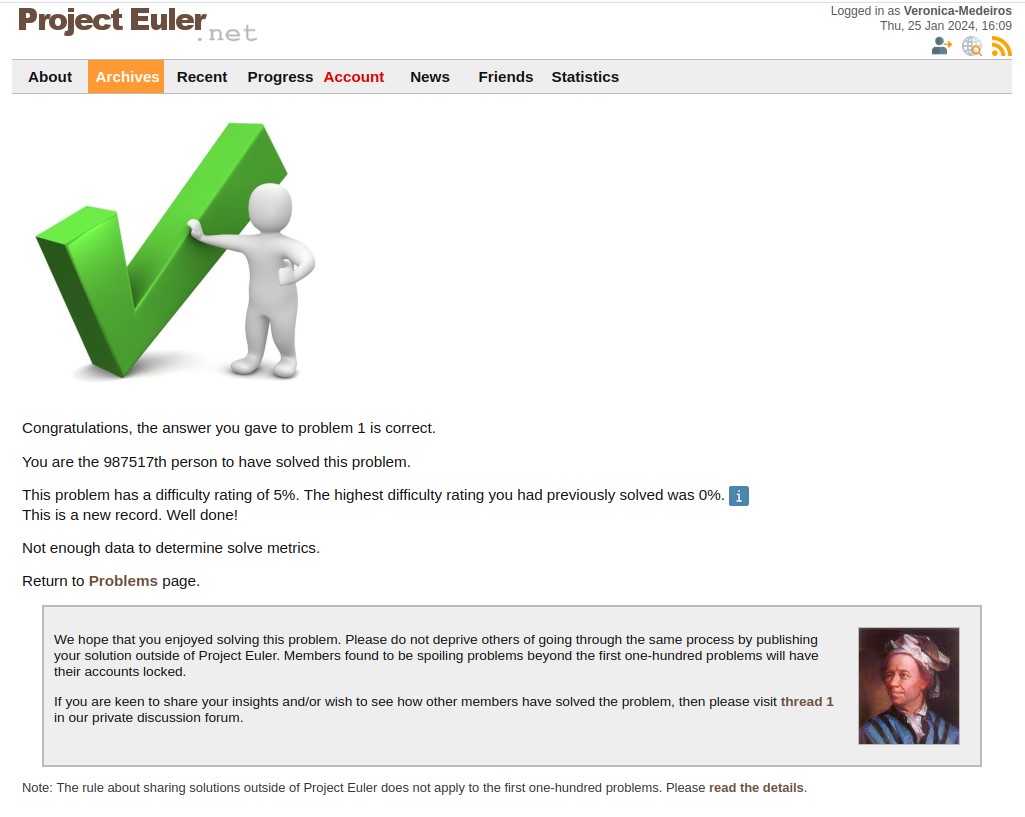 Project Euler
.net
Logged in as Veronica-Medeiros
Thu, 25 Jan 2024, 16:09
About Archives Recent Progress Account News Friends Statistics
Congratulations, the answer you gave to problem 1 is correct.
You are the 987517th person to have solved this problem.
This problem has a difficulty rating of 5%. The highest difficulty rating you had previously solved was 0%. i
This is a new record. Well done!
Not enough data to determine solve metrics.
Return to Problems page.
We hope that you enjoyed solving this problem. Please do not deprive others of going through the same process by publishing
your solution outside of Project Euler. Members found to be spoiling problems beyond the first one-hundred problems will have
their accounts locked.
If you are keen to share your insights and/or wish to see how other members have solved the problem, then please visit thread 1
in our private discussion forum.
Note: The rule about sharing solutions outside of Project Euler does not apply to the first one-hundred problems. Please read the details.